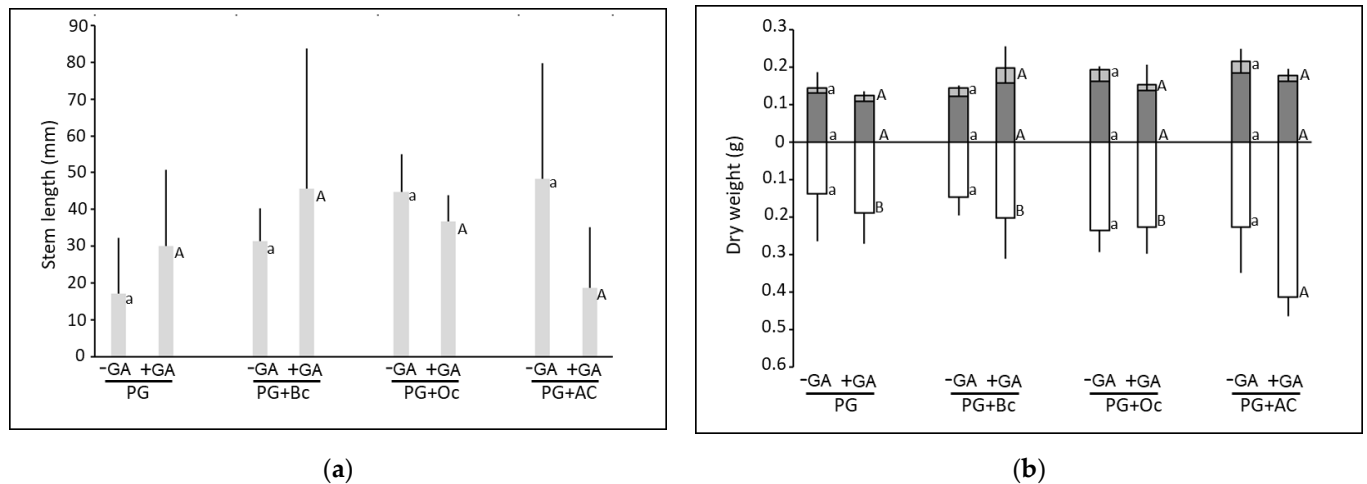 90
80
70
60
50
40
30
20
10
0
Stem length (mm)
a
A
a
A
a
A
a
A
-GA +GA -GA +GA -GA +GA -GA +GA
PG PG+Bc PG+Oc PG+AC
(a)
0.3
0.2
0.1
0
0.1
0.2
0.3
0.4
0.5
0.6
Dry weight (g)
a A a A a A a A
a A a A a A a A
a B a B a B a A
-GA +GA -GA +GA -GA +GA -GA +GA
PG PG+Bc PG+Oc PG+AC
(b)